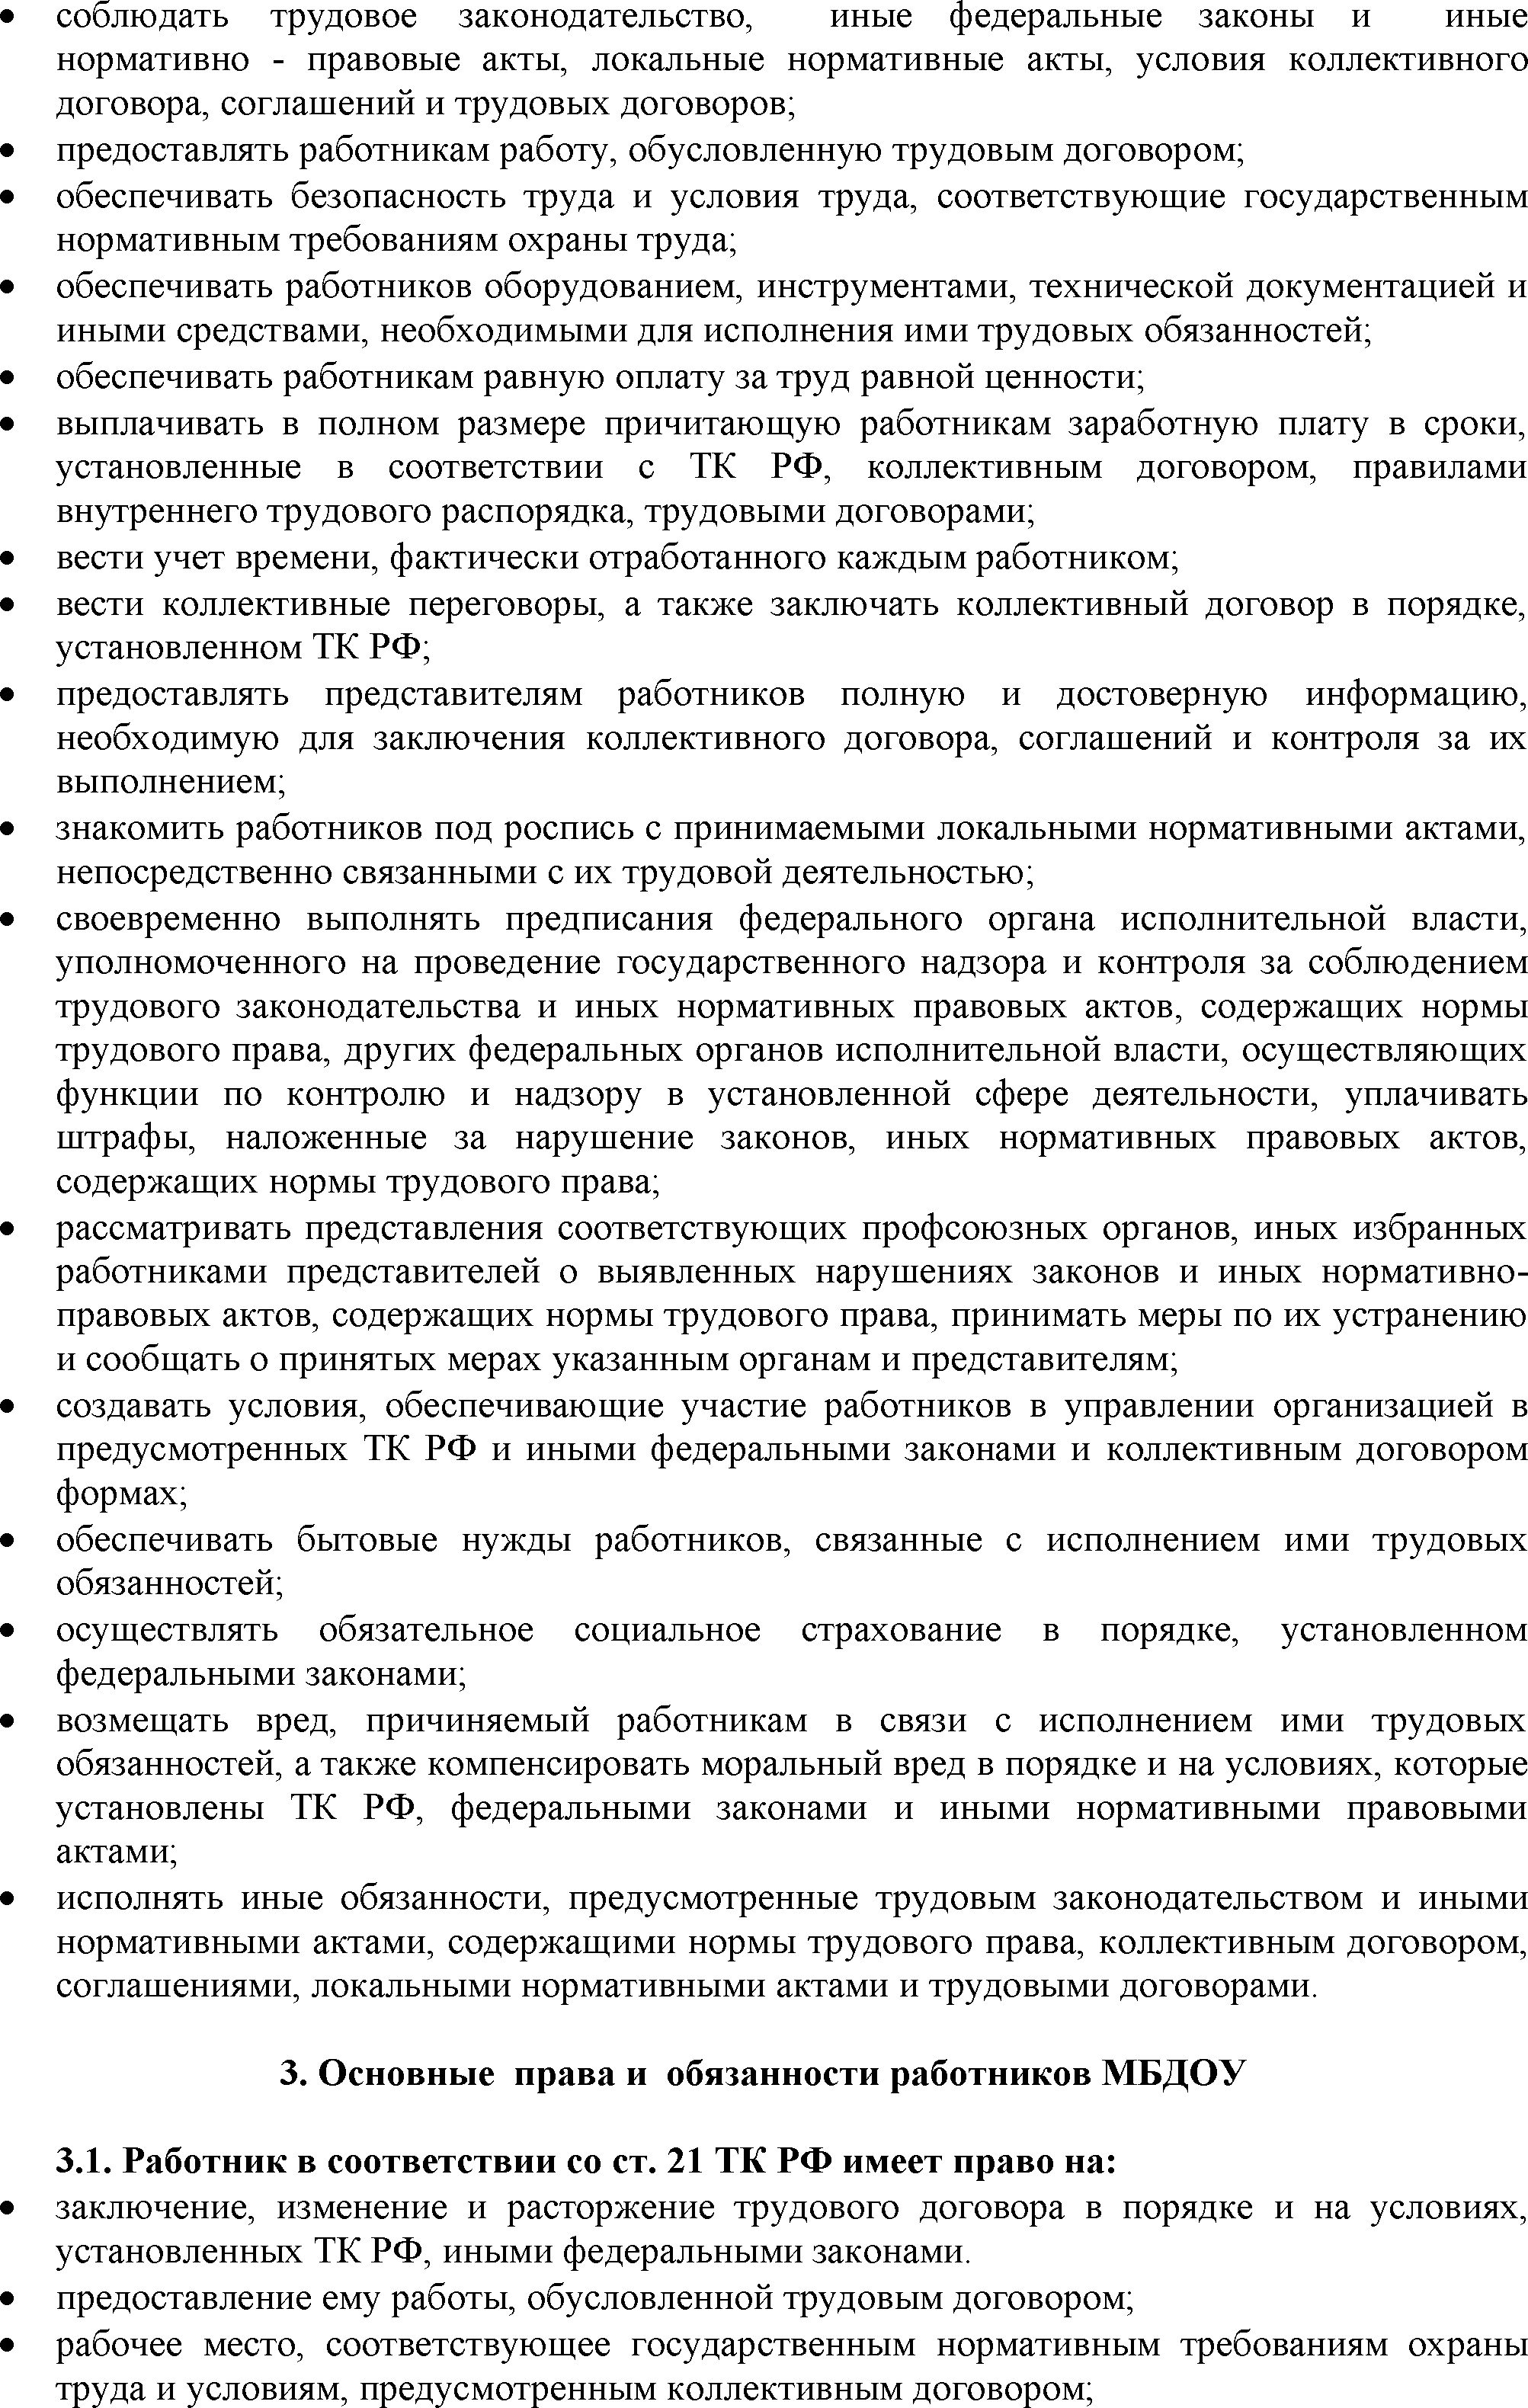 • соблюдать трудовое законодательство, иные федеральные законы и иные
нормативно - правовые акты, локальные нормативные акты, условия коллективного
договора, соглашений и трудовых договоров;
• предоставлять работникам работу, обусловленную трудовым договором;
• обеспечивать безопасность труда и условия труда, соответствующие государственным
нормативным требованиям охраны труда;
• обеспечивать работников оборудованием, инструментами, технической документацией и
иными средствами, необходимыми для исполнения ими трудовых обязанностей;
• обеспечивать работникам равную оплату за труд равной ценности;
• выплачивать в полном размере причитающую работникам заработную плату в сроки,
установленные в соответствии с ТК РФ, коллективным договором, правилами
внутреннего трудового распорядка, трудовыми договорами;
• вести учет времени, фактически отработанного каждым работником;
• вести коллективные переговоры, а также заключать коллективный договор в порядке,
установленном ТК РФ;
• предоставлять представителям работников полную и достоверную информацию,
необходимую для заключения коллективного договора, соглашений и контроля за их
выполнением;
• знакомить работников под роспись с принимаемыми локальными нормативными актами,
непосредственно связанными с их трудовой деятельностью;
• своевременно выполнять предписания федерального органа исполнительной власти,
уполномоченного на проведение государственного надзора и контроля за соблюдением
трудового законодательства и иных нормативных правовых актов, содержащих нормы
трудового права, других федеральных органов исполнительной власти, осуществляющих
функции по контролю и надзору в установленной сфере деятельности, уплачивать
штрафы, наложенные за нарушение законов, иных нормативных правовых актов,
содержащих нормы трудового права;
• рассматривать представления соответствующих профсоюзных органов, иных избранных
работниками представителей о выявленных нарушениях законов и иных нормативно-
правовых актов, содержащих нормы трудового права, принимать меры по их устранению
и сообщать о принятых мерах указанным органам и представителям;
• создавать условия, обеспечивающие участие работников в управлении организацией в
предусмотренных ТК РФ и иными федеральными законами и коллективным договором
формах;
• обеспечивать бытовые нужды работников, связанные с исполнением ими трудовых
обязанностей;
• осуществлять обязательное социальное страхование в порядке, установленном
федеральными законами;
• возмещать вред, причиняемый работникам в связи с исполнением ими трудовых
обязанностей, а также компенсировать моральный вред в порядке и на условиях, которые
установлены ТК РФ, федеральными законами и иными нормативными правовыми
актами;
• исполнять иные обязанности, предусмотренные трудовым законодательством и иными
нормативными актами, содержащими нормы трудового права, коллективным договором,
соглашениями, локальными нормативными актами и трудовыми договорами.
3. Основные права и обязанности работников МБДОУ
3.1. Работник в соответствии со ст. 21 ТК РФ имеет право на:
• заключение, изменение и расторжение трудового договора в порядке и на условиях,
установленных ТК РФ, иными федеральными законами.
• предоставление ему работы, обусловленной трудовым договором;
• рабочее место, соответствующее государственным нормативным требованиям охраны
труда и условиям, предусмотренным коллективным договором;